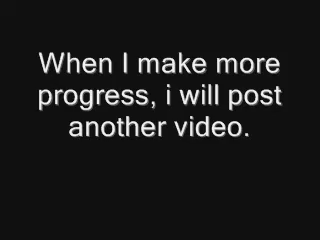 When I make more
progress, i will post
another video.